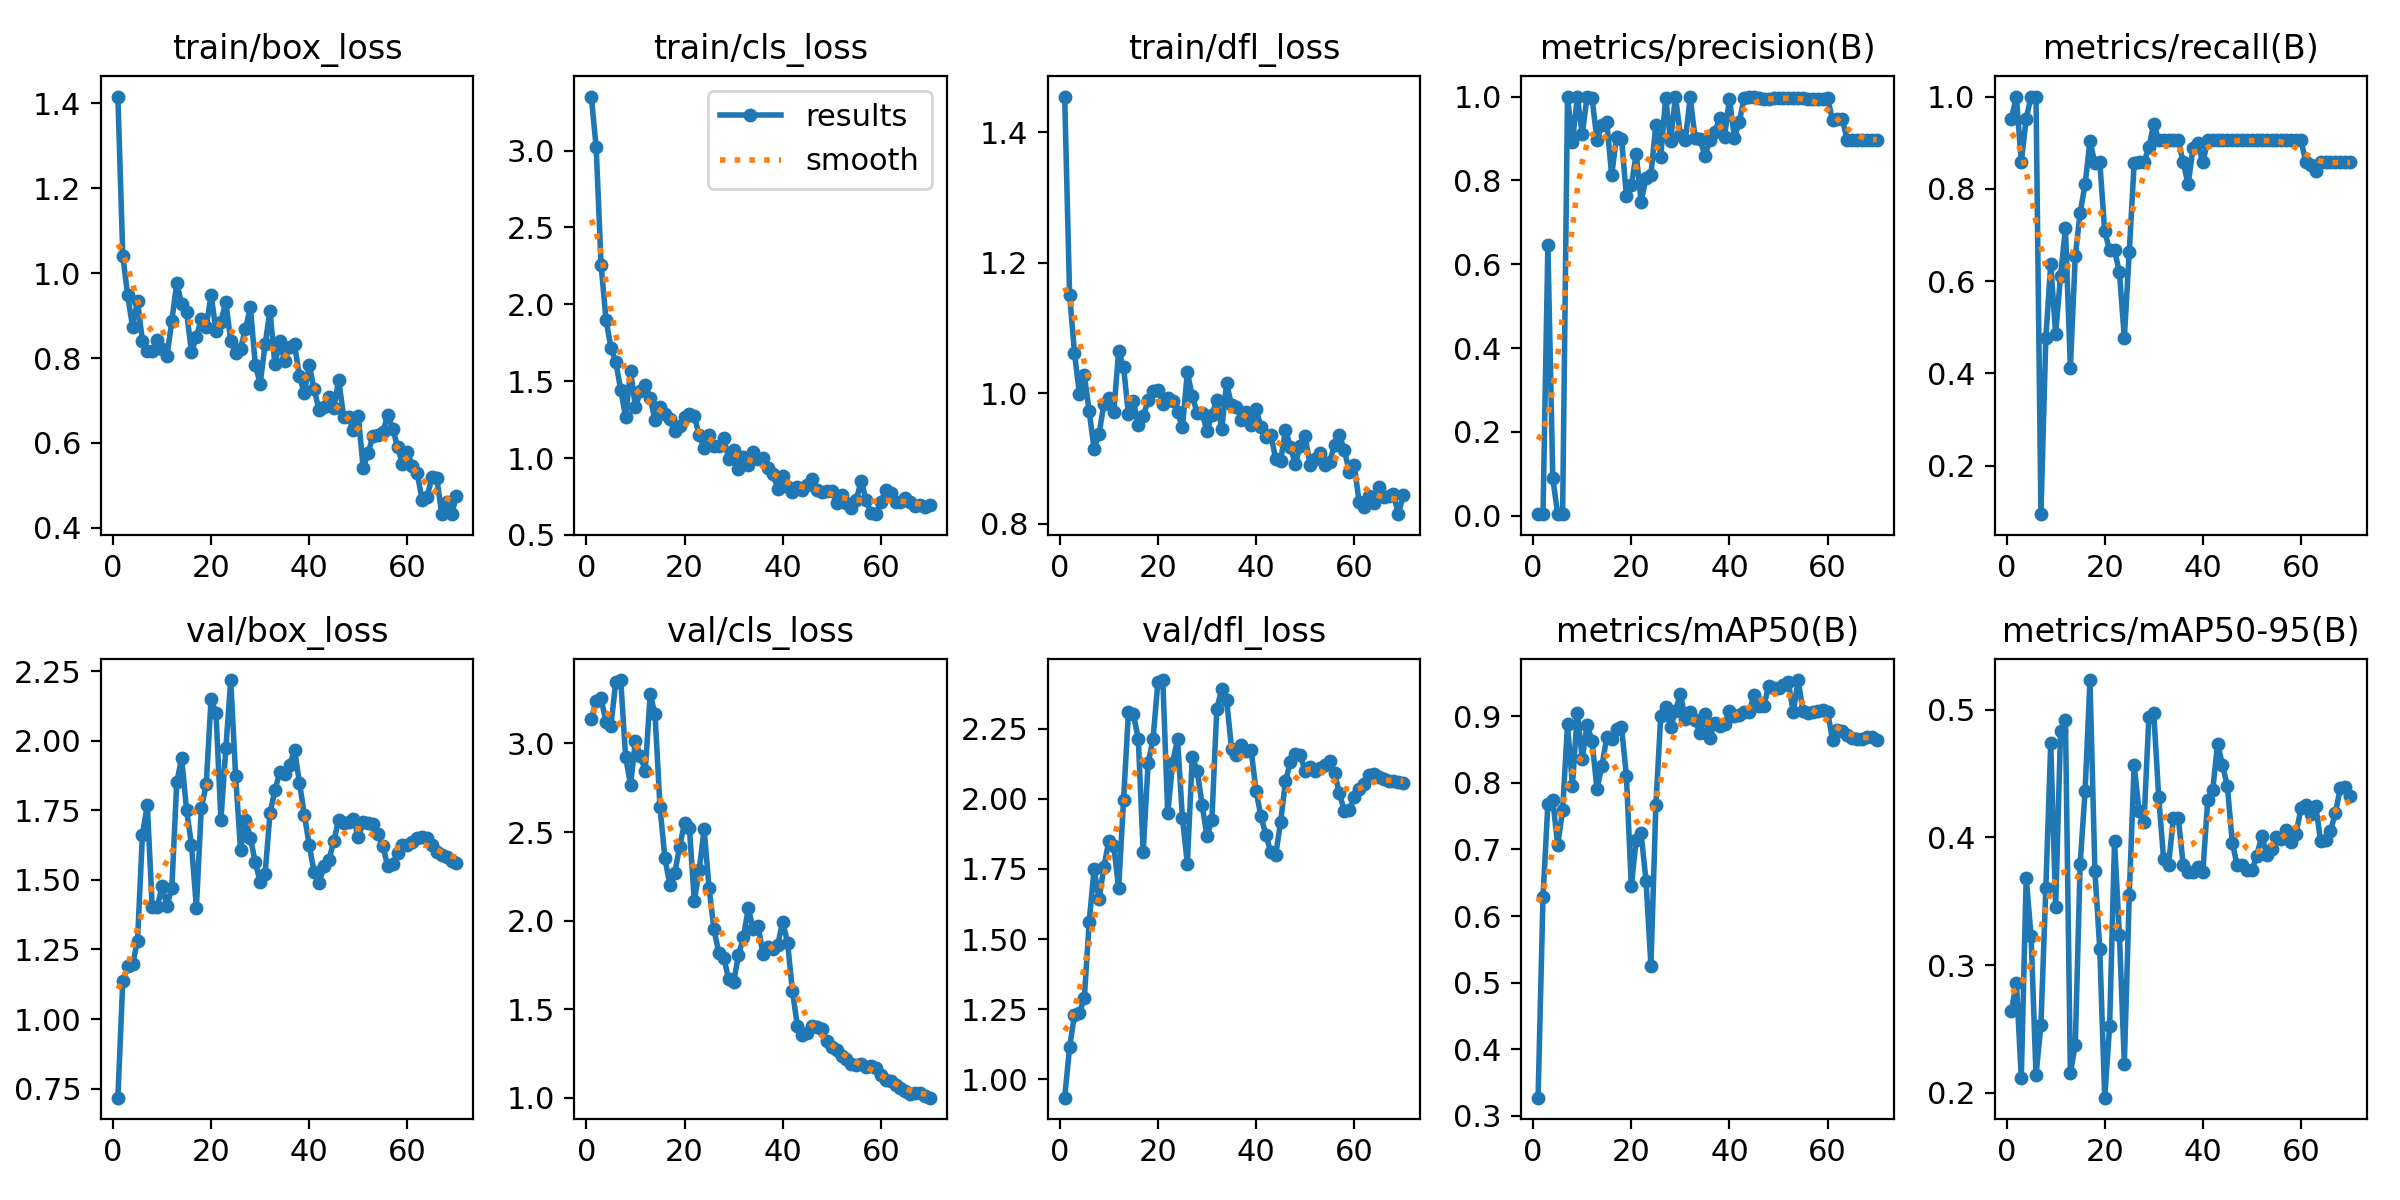 train/box_loss
train/cls_loss
train/dfl_loss
metrics/precision(B)
metrics/recall(B)
1.4
1.2
1.0
0.8
0.6
0.4
0 20 40 60
results
smooth
3.0
2.5
2.0
1.5
1.0
0.5
0 20 40 60
1.4
1.2
1.0
0.8
0 20 40 60
1.0
0.8
0.6
0.4
0.2
0.0
0 20 40 60
1.0
0.8
0.6
0.4
0.2
0 20 40 60
val/box_loss
val/cls_loss
val/dfl_loss
metrics/mAP50(B)
metrics/mAP50-95(B)
2.25
2.00
1.75
1.50
1.25
1.00
0.75
0 20 40 60
3.0
2.5
2.0
1.5
1.0
0 20 40 60
2.25
2.00
1.75
1.50
1.25
1.00
0 20 40 60
0.9
0.8
0.7
0.6
0.5
0.4
0.3
0 20 40 60
0.5
0.4
0.3
0.2
0 20 40 60